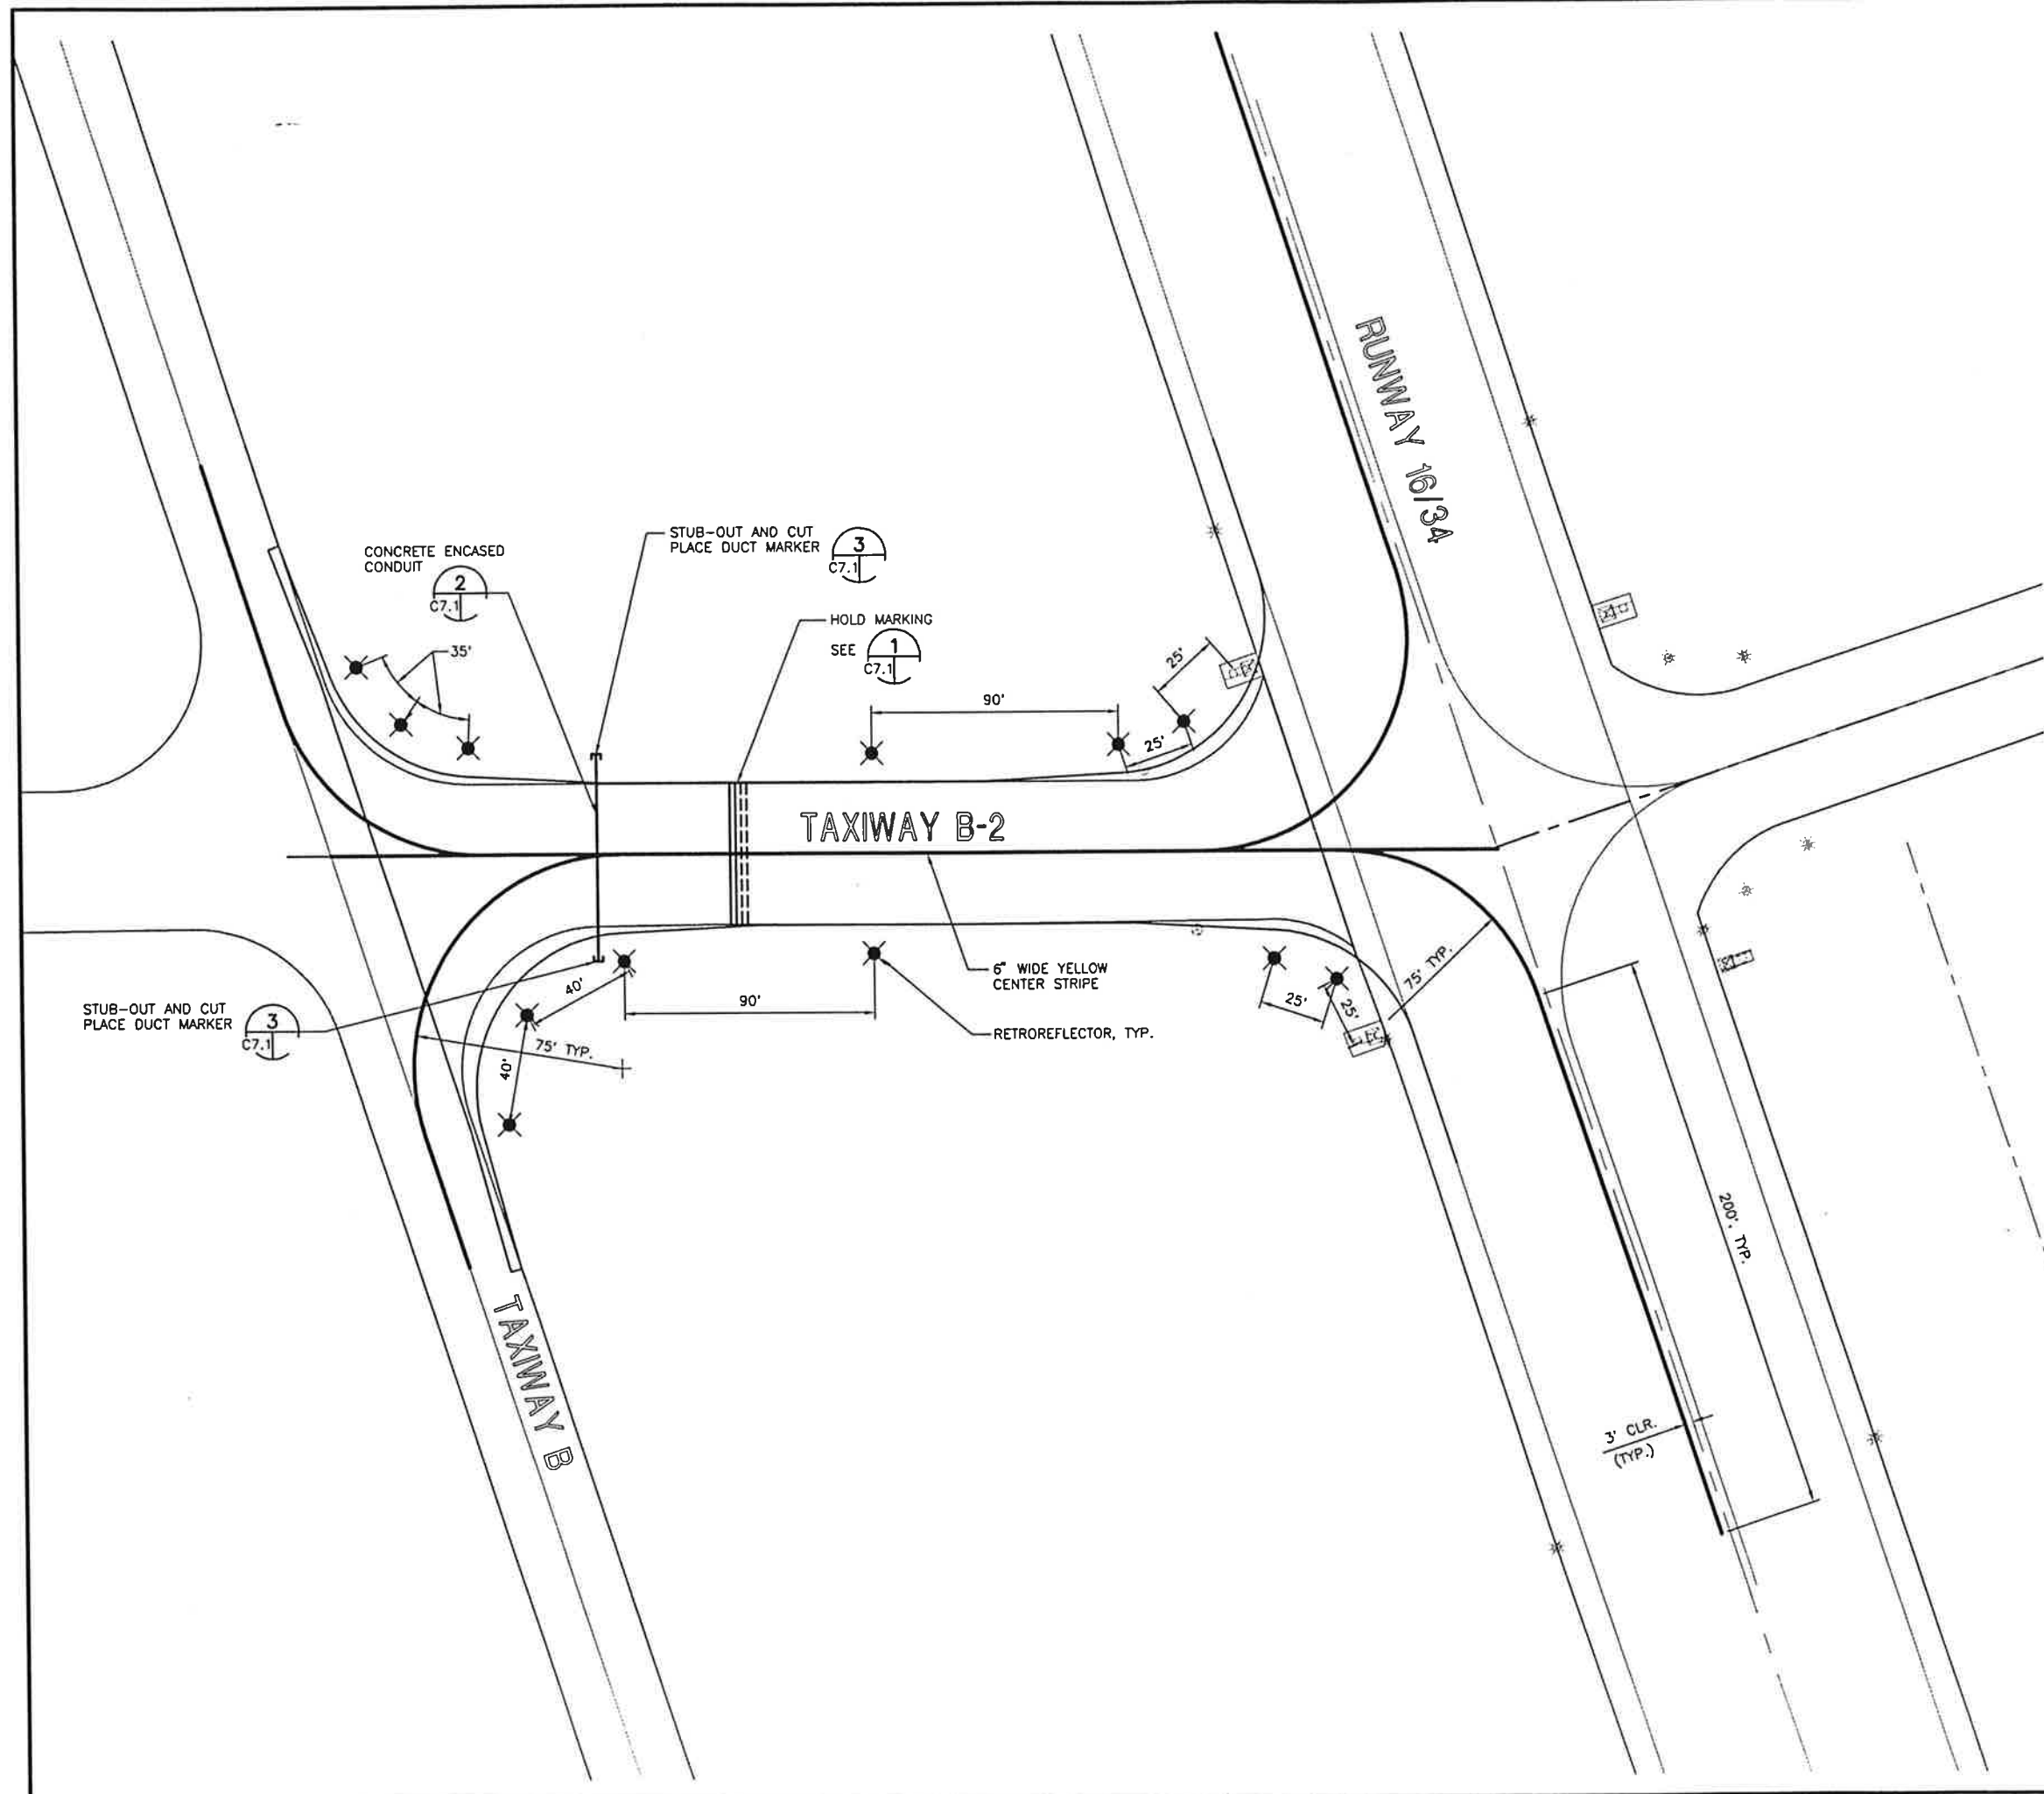 RUNWAY 16/34
STUB-OUT AND CUT
PLACE DUCT MARKER
3
C7.1
CONCRETE ENCASED
CONDUIT
2
C7.1
HOLD MARKING
SEE
1
C7.1
35'
25'
90'
25'
TAXIWAY B-2
6" WIDE YELLOW
CENTER STRIPE
RETROREFLECTOR, TYP.
STUB-OUT AND CUT
PLACE DUCT MARKER
3
C7.1
40'
90'
75' TYP.
40'
25'
25'
75' TYP.
200', TYP.
TAXIWAY B
3' CLR.
(TYP.)